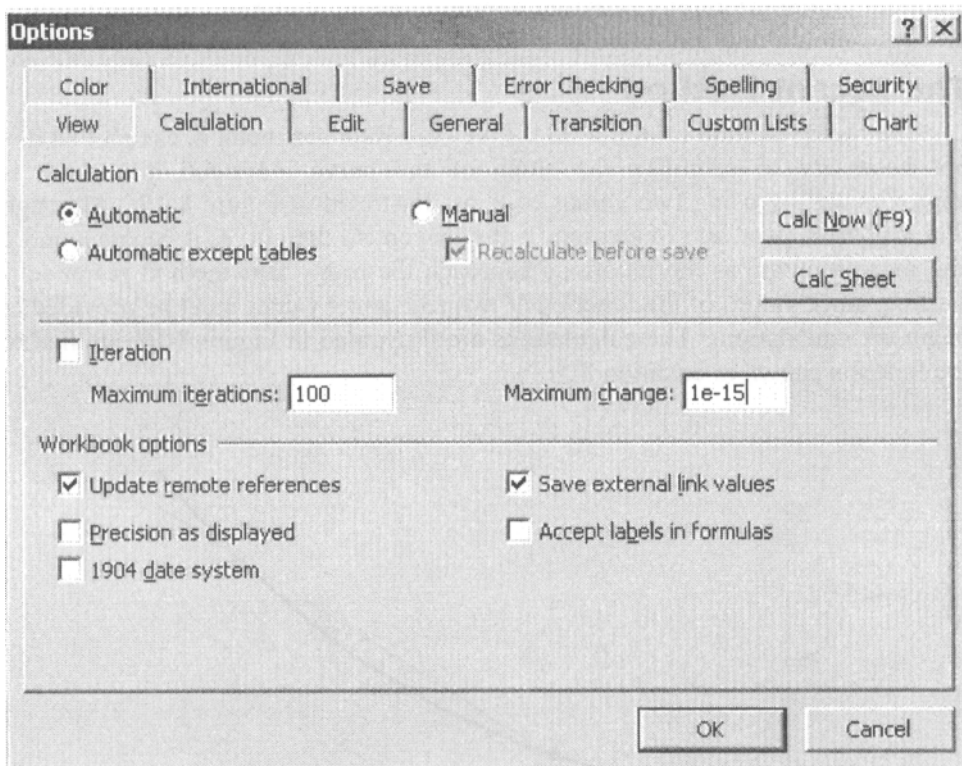 Options
Color International Save Error Checking Spelling Security
View Calculation Edit General Transition Custom Lists Chart
Calculation
Automatic Manual Calc Now (F9)
Automatic except tables Recalculate before save
Calc Sheet
Iteration
Maximum iterations: 100 Maximum change: 1e-15
Workbook options
Update remote references Save external link values
Precision as displayed Accept labels in formulas
1904 date system
OK Cancel